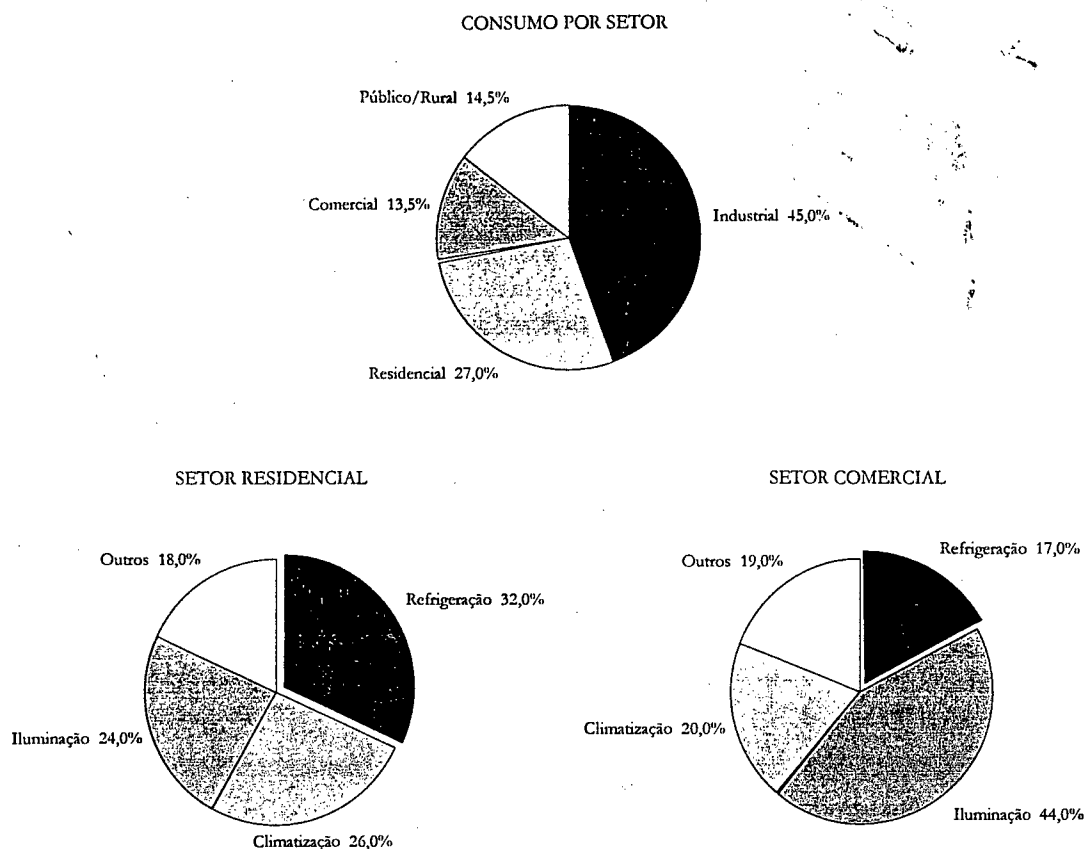 CONSUMO POR SETOR
Público/Rural 14,5%
Comercial 13,5%
Industrial 45,0%
Residencial 27,0%
SETOR RESIDENCIAL
Outros 18,0%
Refrigeração 32,0%
Iluminação 24,0%
Climatização 26,0%
SETOR COMERCIAL
Refrigeração 17,0%
Outros 19,0%
Climatização 20,0%
Iluminação 44,0%